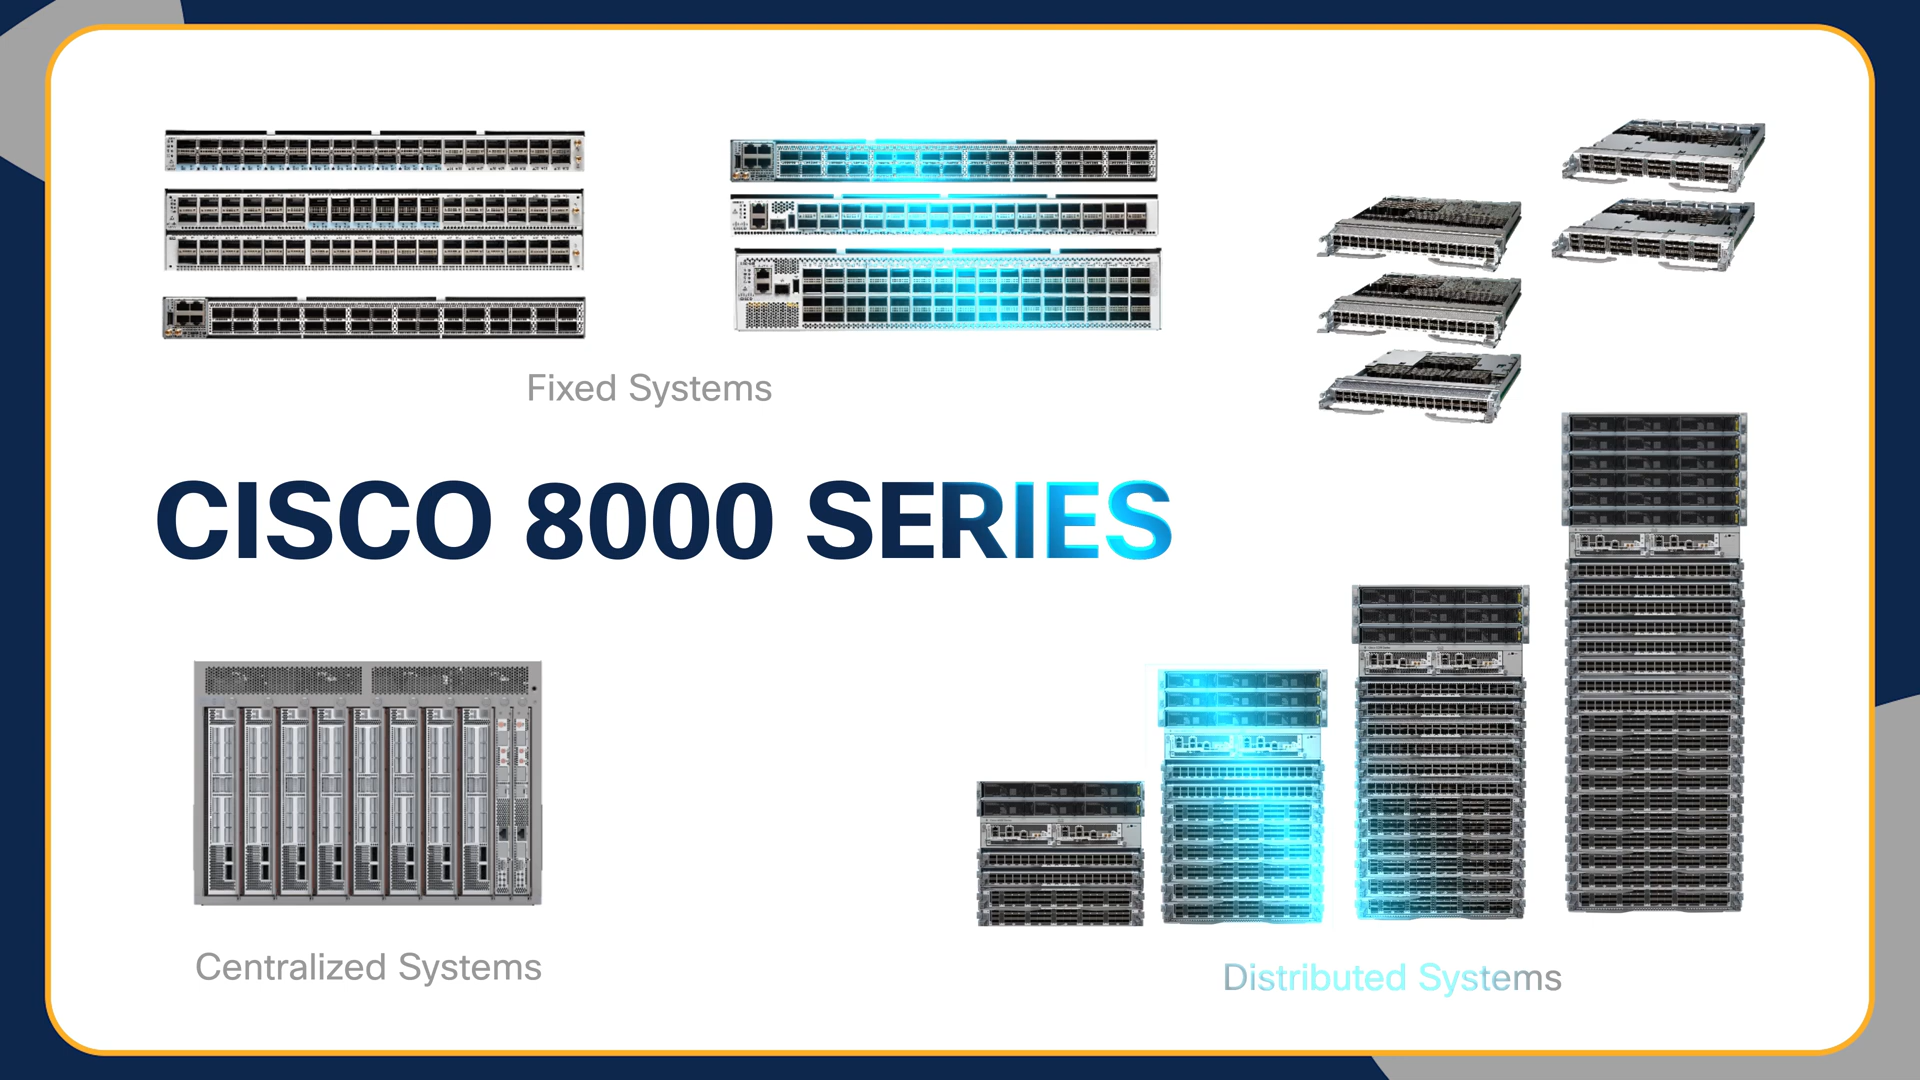 Fixed Systems
CISCO 8000 SERIES
Centralized Systems
Distributed Systems